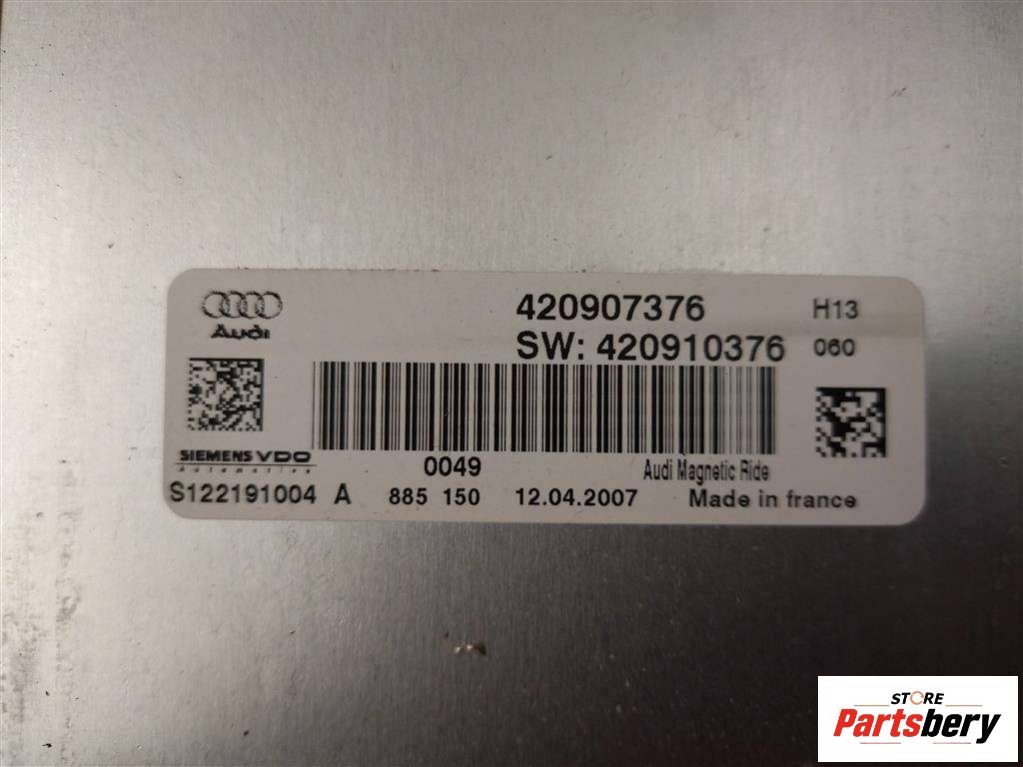 420907376 H13
Audi
SW: 420910376 060
SIEMENS VDO
Automotive
0049 Audi Magnetic Ride
S122191004 A 885 150 12.04.2007 Made in france
STORE
Partsbery